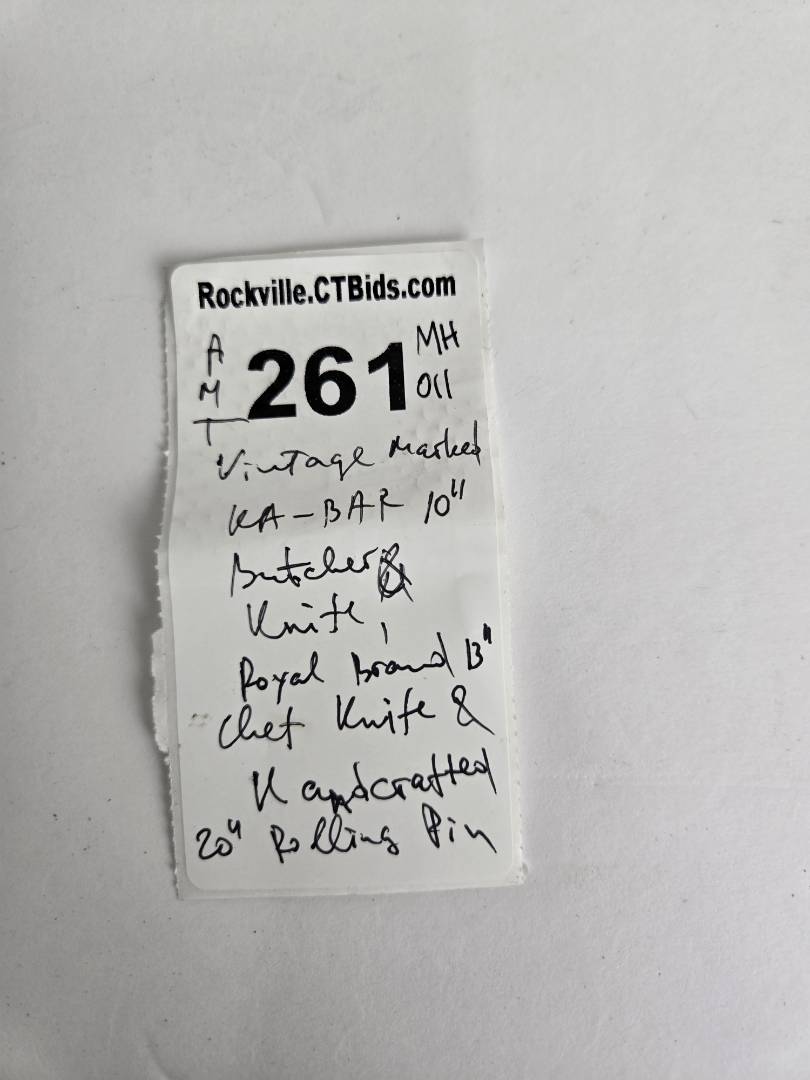 Rockville.CTBids.com
AMT 261 MH 011
Vintage Marked
KA-BAR 10"
Butcher
Knife,
Royal Brand 13"
Chef Knife &
Handcrafted
20" Rolling Pin